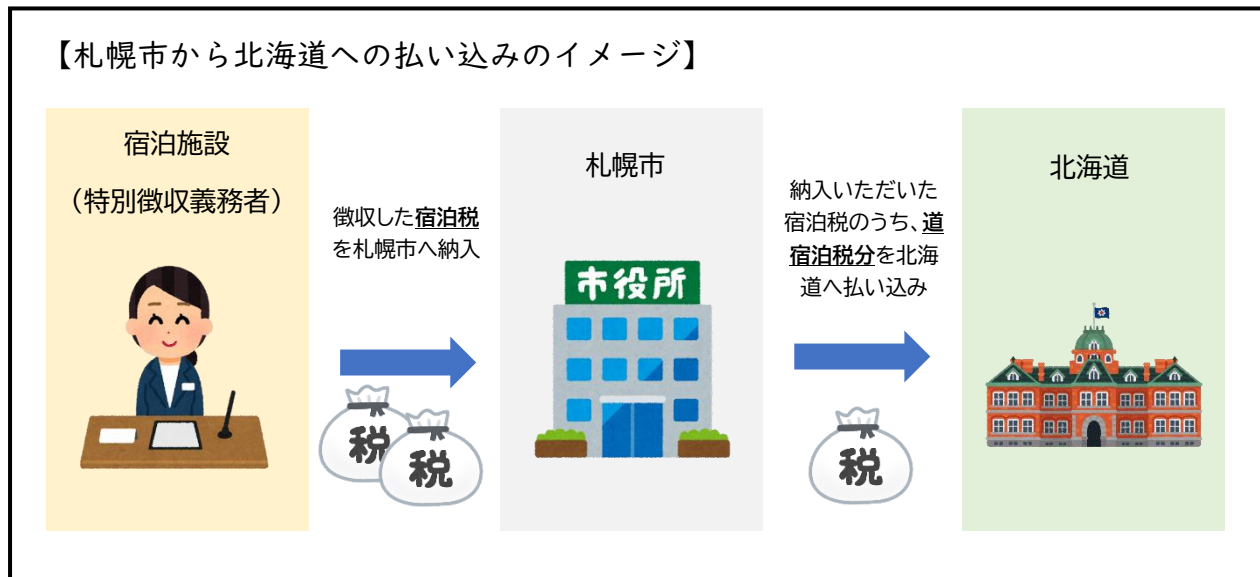 【札幌市から北海道への払い込みのイメージ】
宿泊施設
（特別徴収義務者）
徴収した宿泊税
を札幌市へ納入
税
税
札幌市
市役所
納入いただいた
宿泊税のうち、道
宿泊税分を北海
道へ払い込み
税
北海道